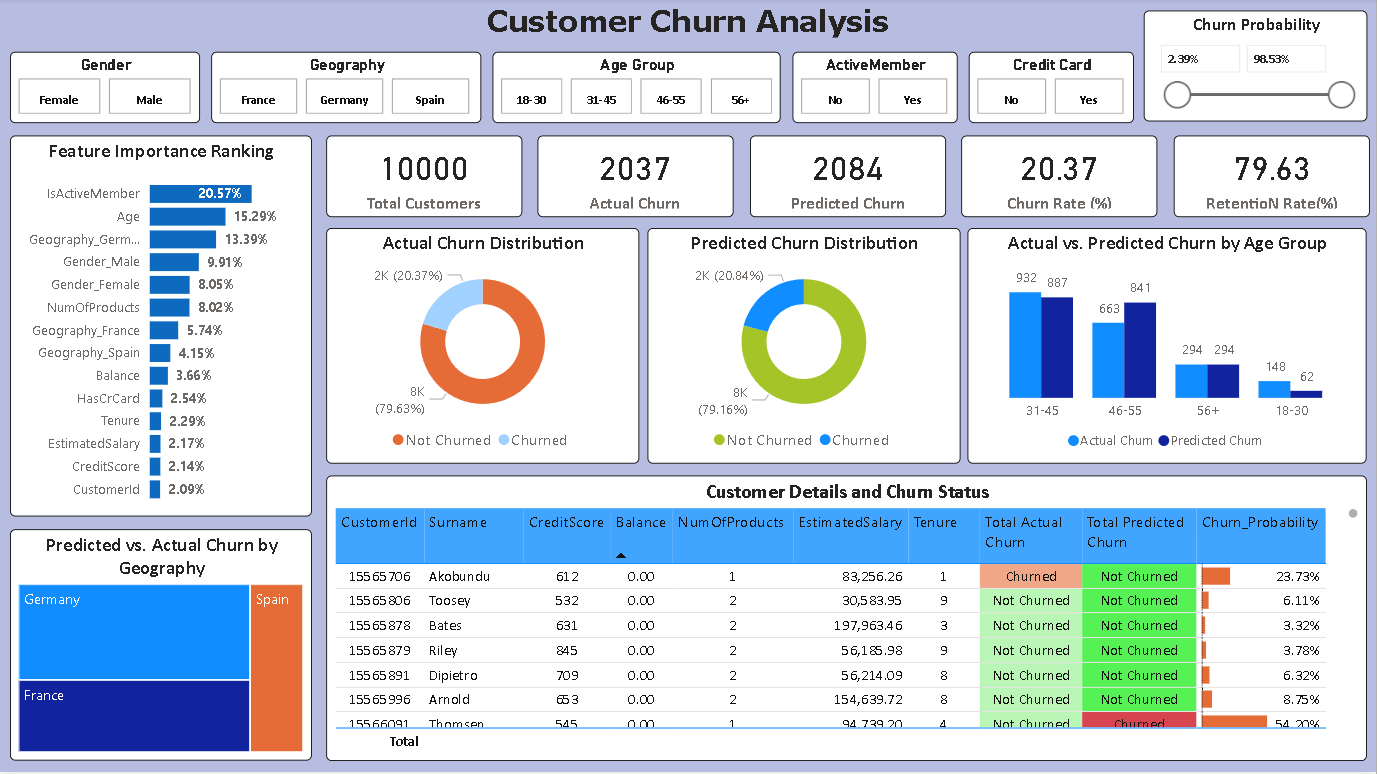 Customer Churn Analysis
Churn Probability
2.39% 98.53%
Gender
Female Male
Geography
France Germany Spain
Age Group
18-30 31-45 46-55 56+
ActiveMember
No Yes
Credit Card
No Yes
Feature Importance Ranking
IsActiveMember 20.57%
Age 15.29%
Geography_Germ... 13.39%
Gender_Male 9.91%
Gender_Female 8.05%
NumOfProducts 8.02%
Geography_France 5.74%
Geography_Spain 4.15%
Balance 3.66%
HasCrCard 2.54%
Tenure 2.29%
EstimatedSalary 2.17%
CreditScore 2.14%
CustomerId 2.09%
10000
Total Customers
2037
Actual Churn
2084
Predicted Churn
20.37
Churn Rate (%)
79.63
RetentioN Rate(%)
Actual Churn Distribution
2K (20.37%)
8K
(79.63%)
Not Churned Churned
Predicted Churn Distribution
2K (20.84%)
8K
(79.16%)
Not Churned Churned
Actual vs. Predicted Churn by Age Group
932 887
663 841
294 294
148 62
31-45 46-55 56+ 18-30
Actual Churn Predicted Churn
Predicted vs. Actual Churn by
Geography
Germany
Spain
France
Customer Details and Churn Status
CustomerId Surname CreditScore Balance NumOfProducts EstimatedSalary Tenure Total Actual Churn Total Predicted Churn Churn_Probability
15565706 Akobundu 612 0.00 1 83,256.26 1 Churned Not Churned 23.73%
15565806 Toosey 532 0.00 2 30,583.95 9 Not Churned Not Churned 6.11%
15565878 Bates 631 0.00 2 197,963.46 3 Not Churned Not Churned 3.32%
15565879 Riley 845 0.00 2 56,185.98 9 Not Churned Not Churned 3.78%
15565891 Dipietro 709 0.00 2 56,214.09 8 Not Churned Not Churned 6.32%
15565996 Arnold 653 0.00 2 154,639.72 8 Not Churned Not Churned 8.75%
15566091 Thomsen 545 0.00 1 94,739.20 4 Not Churned Churned 54.20%
Total